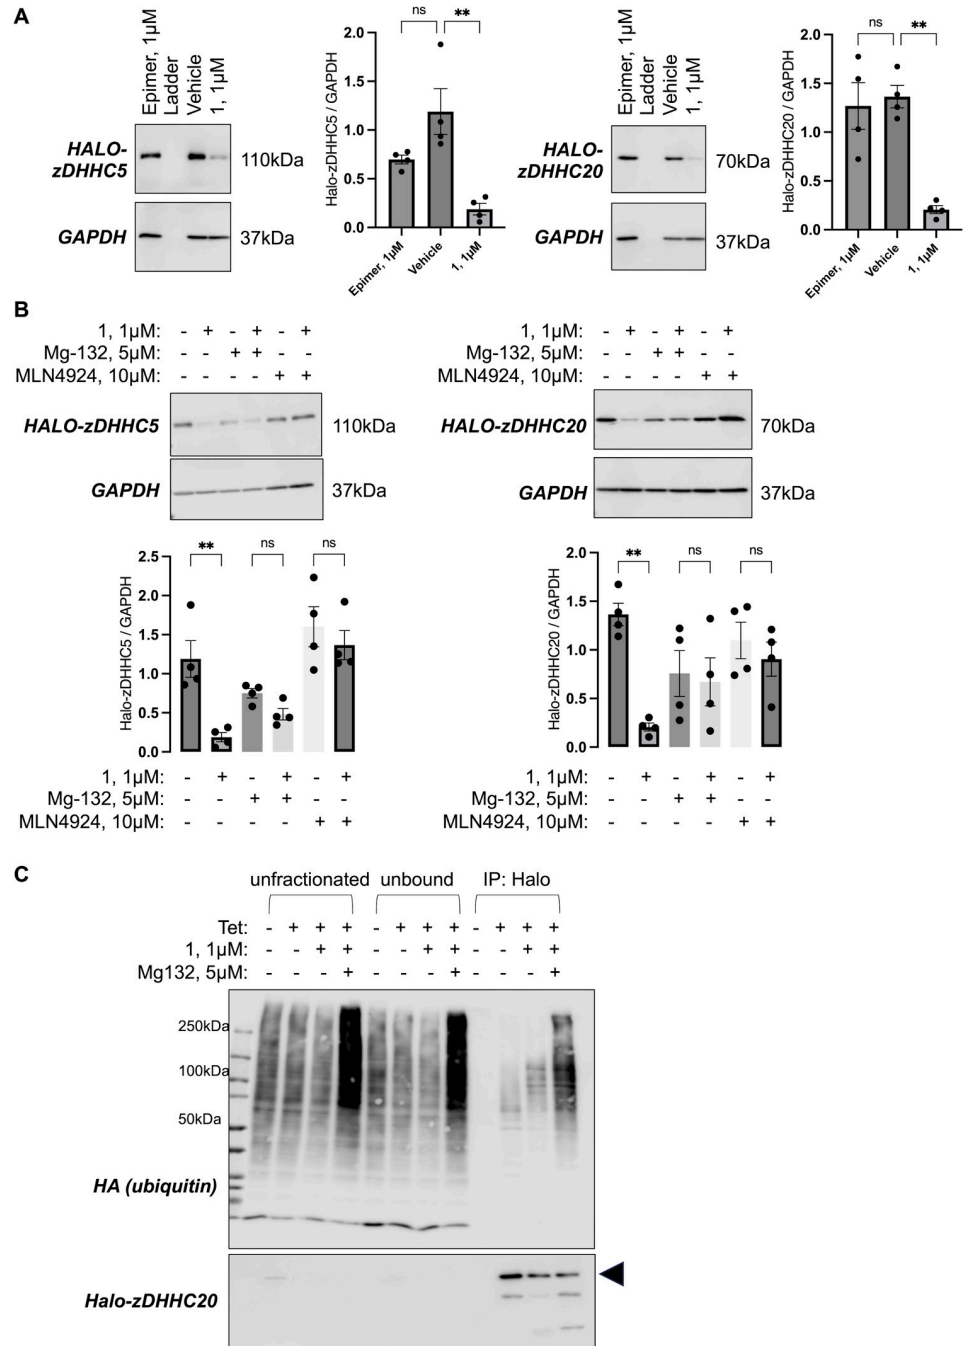 A
Epimer, 1µM
Ladder
Vehicle
1, 1µM
HALO-
zDHHC5
110kDa
GAPDH
37kDa
Halo-zDHHC5 / GAPDH
ns
**
2.0
1.5
1.0
0.5
0.0
Epimer, 1µM
Vehicle
1, 1µM
Epimer, 1µM
Ladder
Vehicle
1, 1µM
HALO-
zDHHC20
70kDa
GAPDH
37kDa
Halo-zDHHC20 / GAPDH
ns
**
2.0
1.5
1.0
0.5
0.0
Epimer, 1µM
Vehicle
1, 1µM
B
1, 1µM: - + - + - +
Mg-132, 5µM: - - + + - -
MLN4924, 10µM: - - - - + +
HALO-zDHHC5
110kDa
GAPDH
37kDa
1, 1µM: - + - + - +
Mg-132, 5µM: - - + + - -
MLN4924, 10µM: - - - - + +
HALO-zDHHC20
70kDa
GAPDH
37kDa
Halo-zDHHC5 / GAPDH
** ns ns
2.5
2.0
1.5
1.0
0.5
0.0
1, 1µM: - + - + - +
Mg-132, 5µM: - - + + - -
MLN4924, 10µM: - - - - + +
Halo-zDHHC20 / GAPDH
** ns ns
2.0
1.5
1.0
0.5
0.0
1, 1µM: - + - + - +
Mg-132, 5µM: - - + + - -
MLN4924, 10µM: - - - - + +
C
unfractionated unbound IP: Halo
Tet: - + + + - + + + - + + +
1, 1µM: - - + + - - + + - - + +
Mg132, 5µM: - - - + - - - + - - - +
250kDa
100kDa
50kDa
HA (ubiquitin)
Halo-zDHHC20